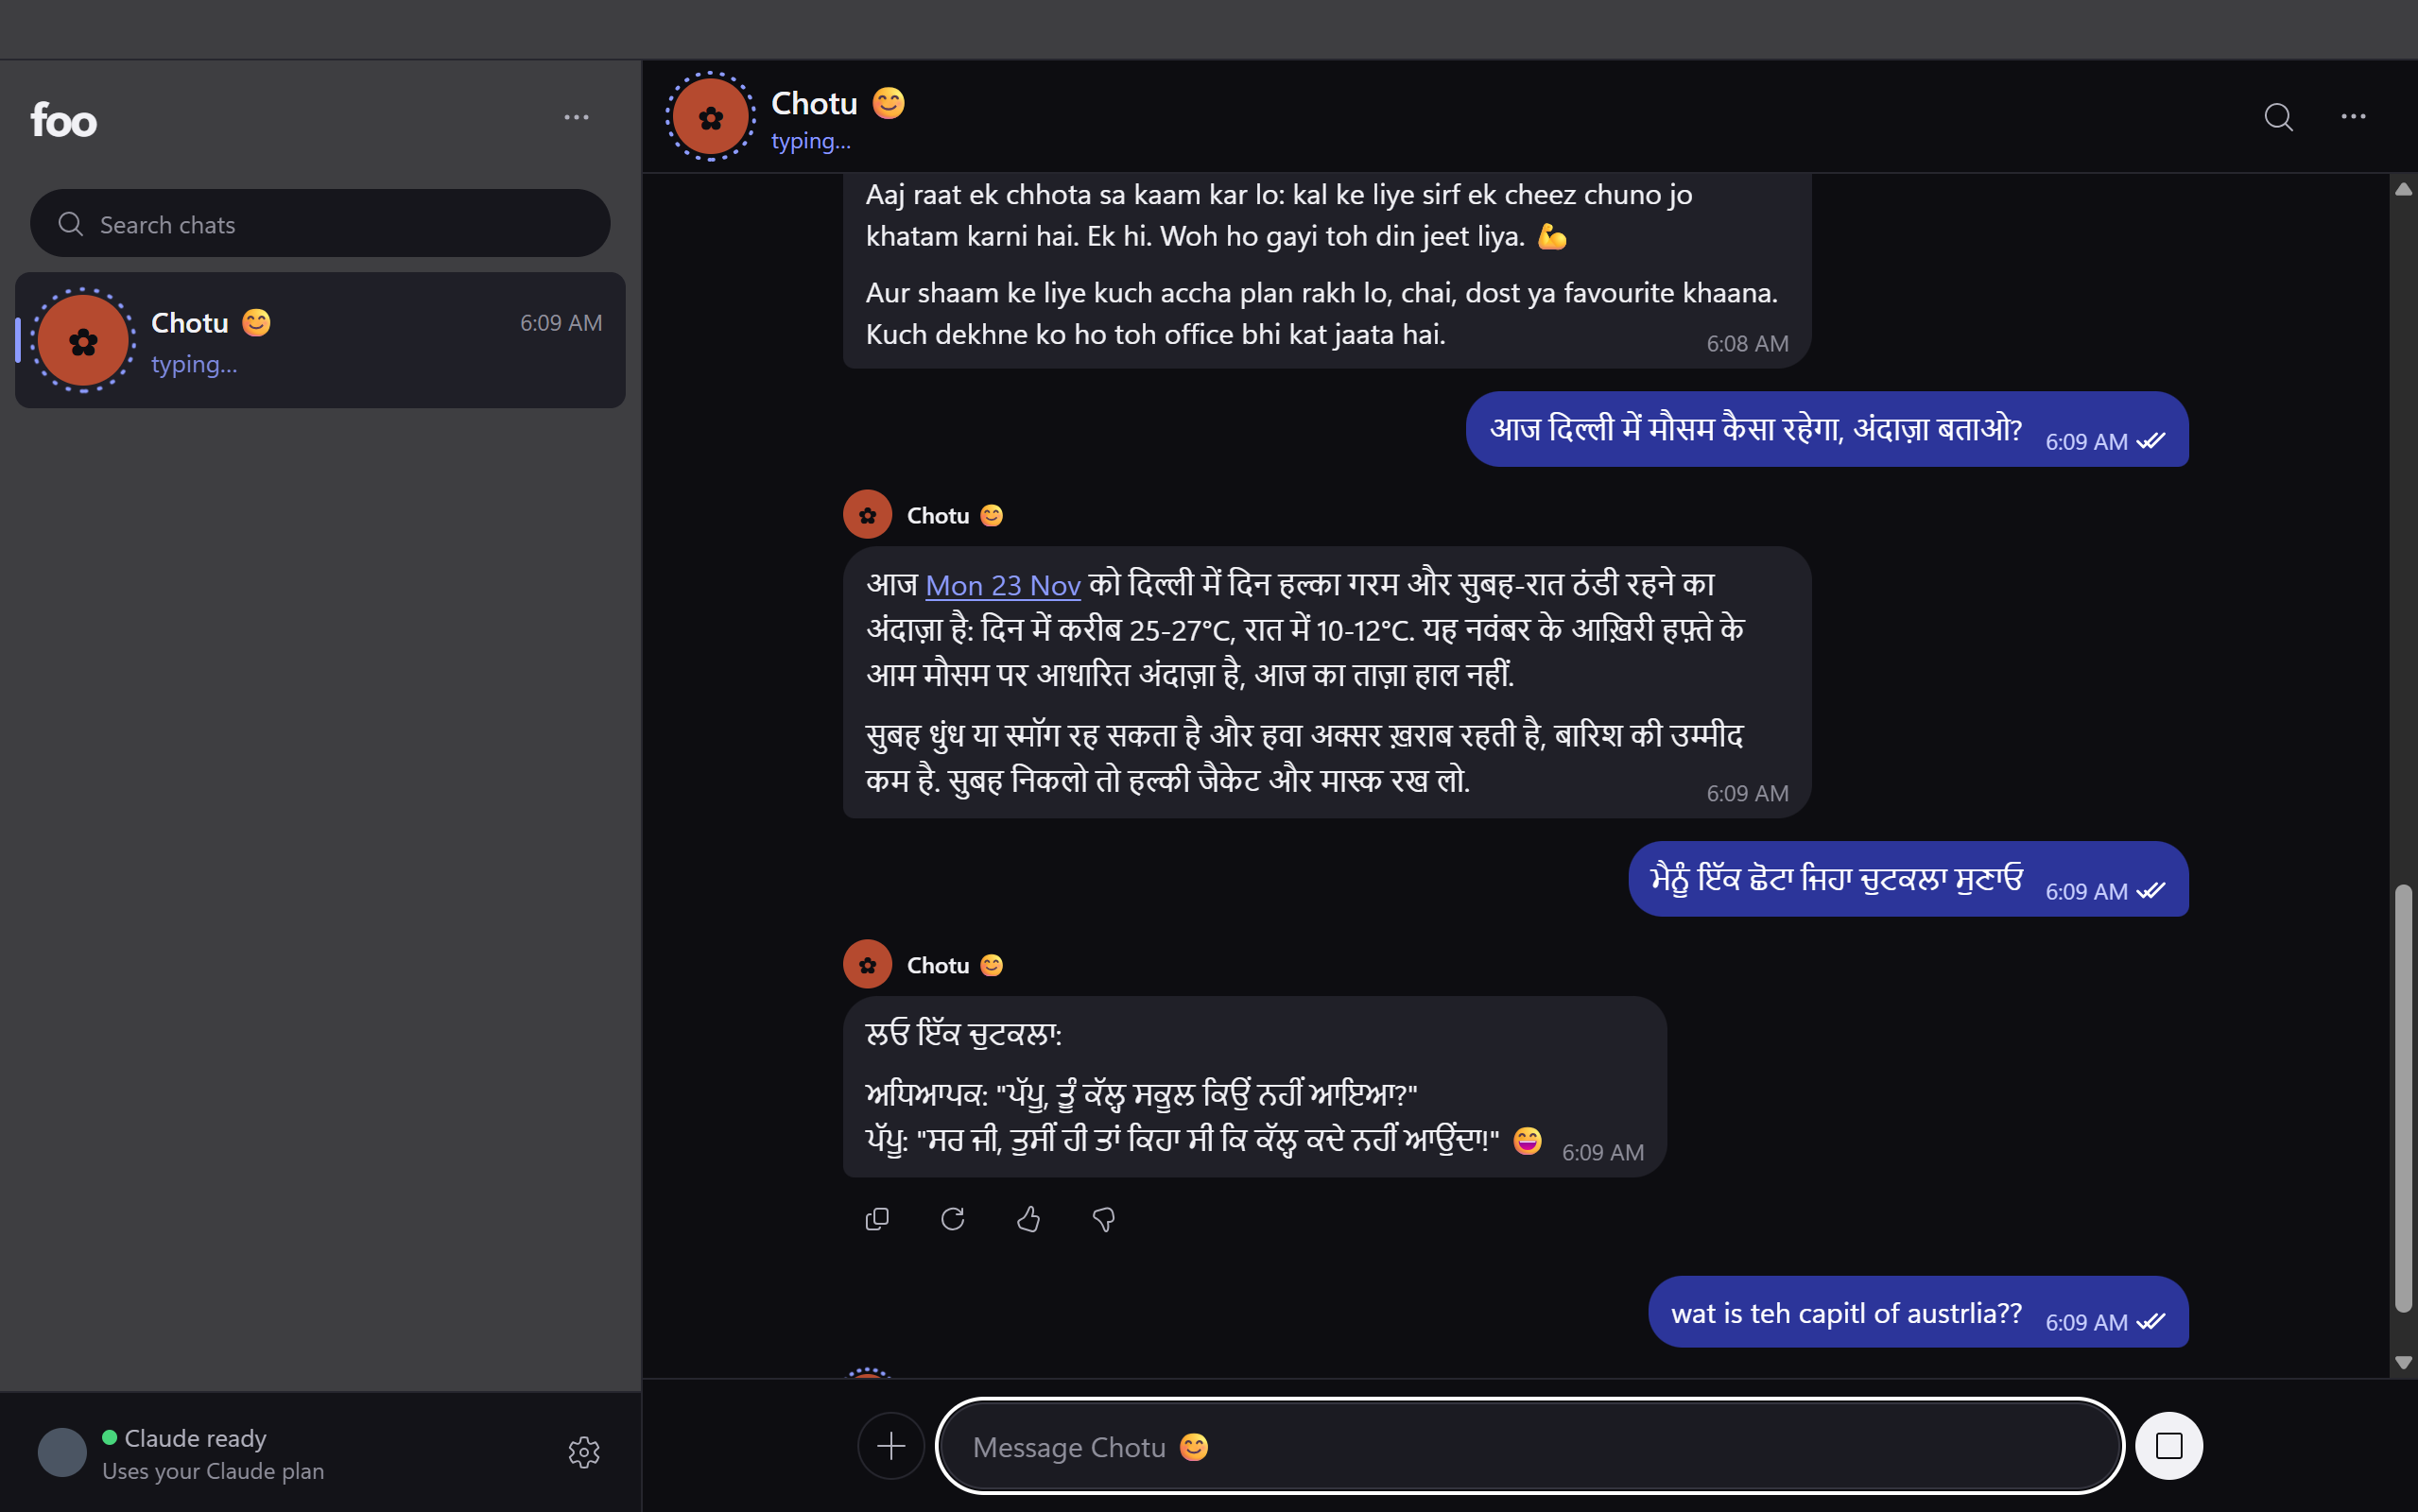 foo
Search chats
Chotu 😊
6:09 AM
typing...
Chotu 😊
typing...
Aaj raat ek chhota sa kaam kar lo: kal ke liye sirf ek cheez chuno jo
khatam karni hai. Ek hi. Woh ho gayi toh din jeet liya. 💪
Aur shaam ke liye kuch accha plan rakh lo, chai, dost ya favourite khaana.
Kuch dekhne ko ho toh office bhi kat jaata hai.
6:08 AM
आज दिल्ली में मौसम कैसा रहेगा, अंदाज़ा बताओ?
6:09 AM
Chotu 😊
आज Mon 23 Nov को दिल्ली में दिन हल्का गरम और सुबह-रात ठंडी रहने का
अंदाज़ा है: दिन में करीब 25-27°C, रात में 10-12°C. यह नवंबर के आख़िरी हफ़्ते के
आम मौसम पर आधारित अंदाज़ा है, आज का ताज़ा हाल नहीं.
सुबह धुंध या स्मॉग रह सकता है और हवा अक्सर ख़राब रहती है, बारिश की उम्मीद
कम है. सुबह निकलो तो हल्की जैकेट और मास्क रख लो.
6:09 AM
ਮੈਨੂੰ ਇੱਕ ਛੋਟਾ ਜਿਹਾ ਚੁਟਕਲਾ ਸੁਣਾਓ
6:09 AM
Chotu 😊
ਲਓ ਇੱਕ ਚੁਟਕਲਾ:
ਅਧਿਆਪਕ: "ਪੱਪੂ, ਤੂੰ ਕੱਲ੍ਹ ਸਕੂਲ ਕਿਉਂ ਨਹੀਂ ਆਇਆ?"
ਪੱਪੂ: "ਸਰ ਜੀ, ਤੁਸੀਂ ਹੀ ਤਾਂ ਕਿਹਾ ਸੀ ਕਿ ਕੱਲ੍ਹ ਕਦੇ ਨਹੀਂ ਆਉਂਦਾ!" 😄
6:09 AM
wat is teh capitl of austrlia??
6:09 AM
Message Chotu 😊
Claude ready
Uses your Claude plan